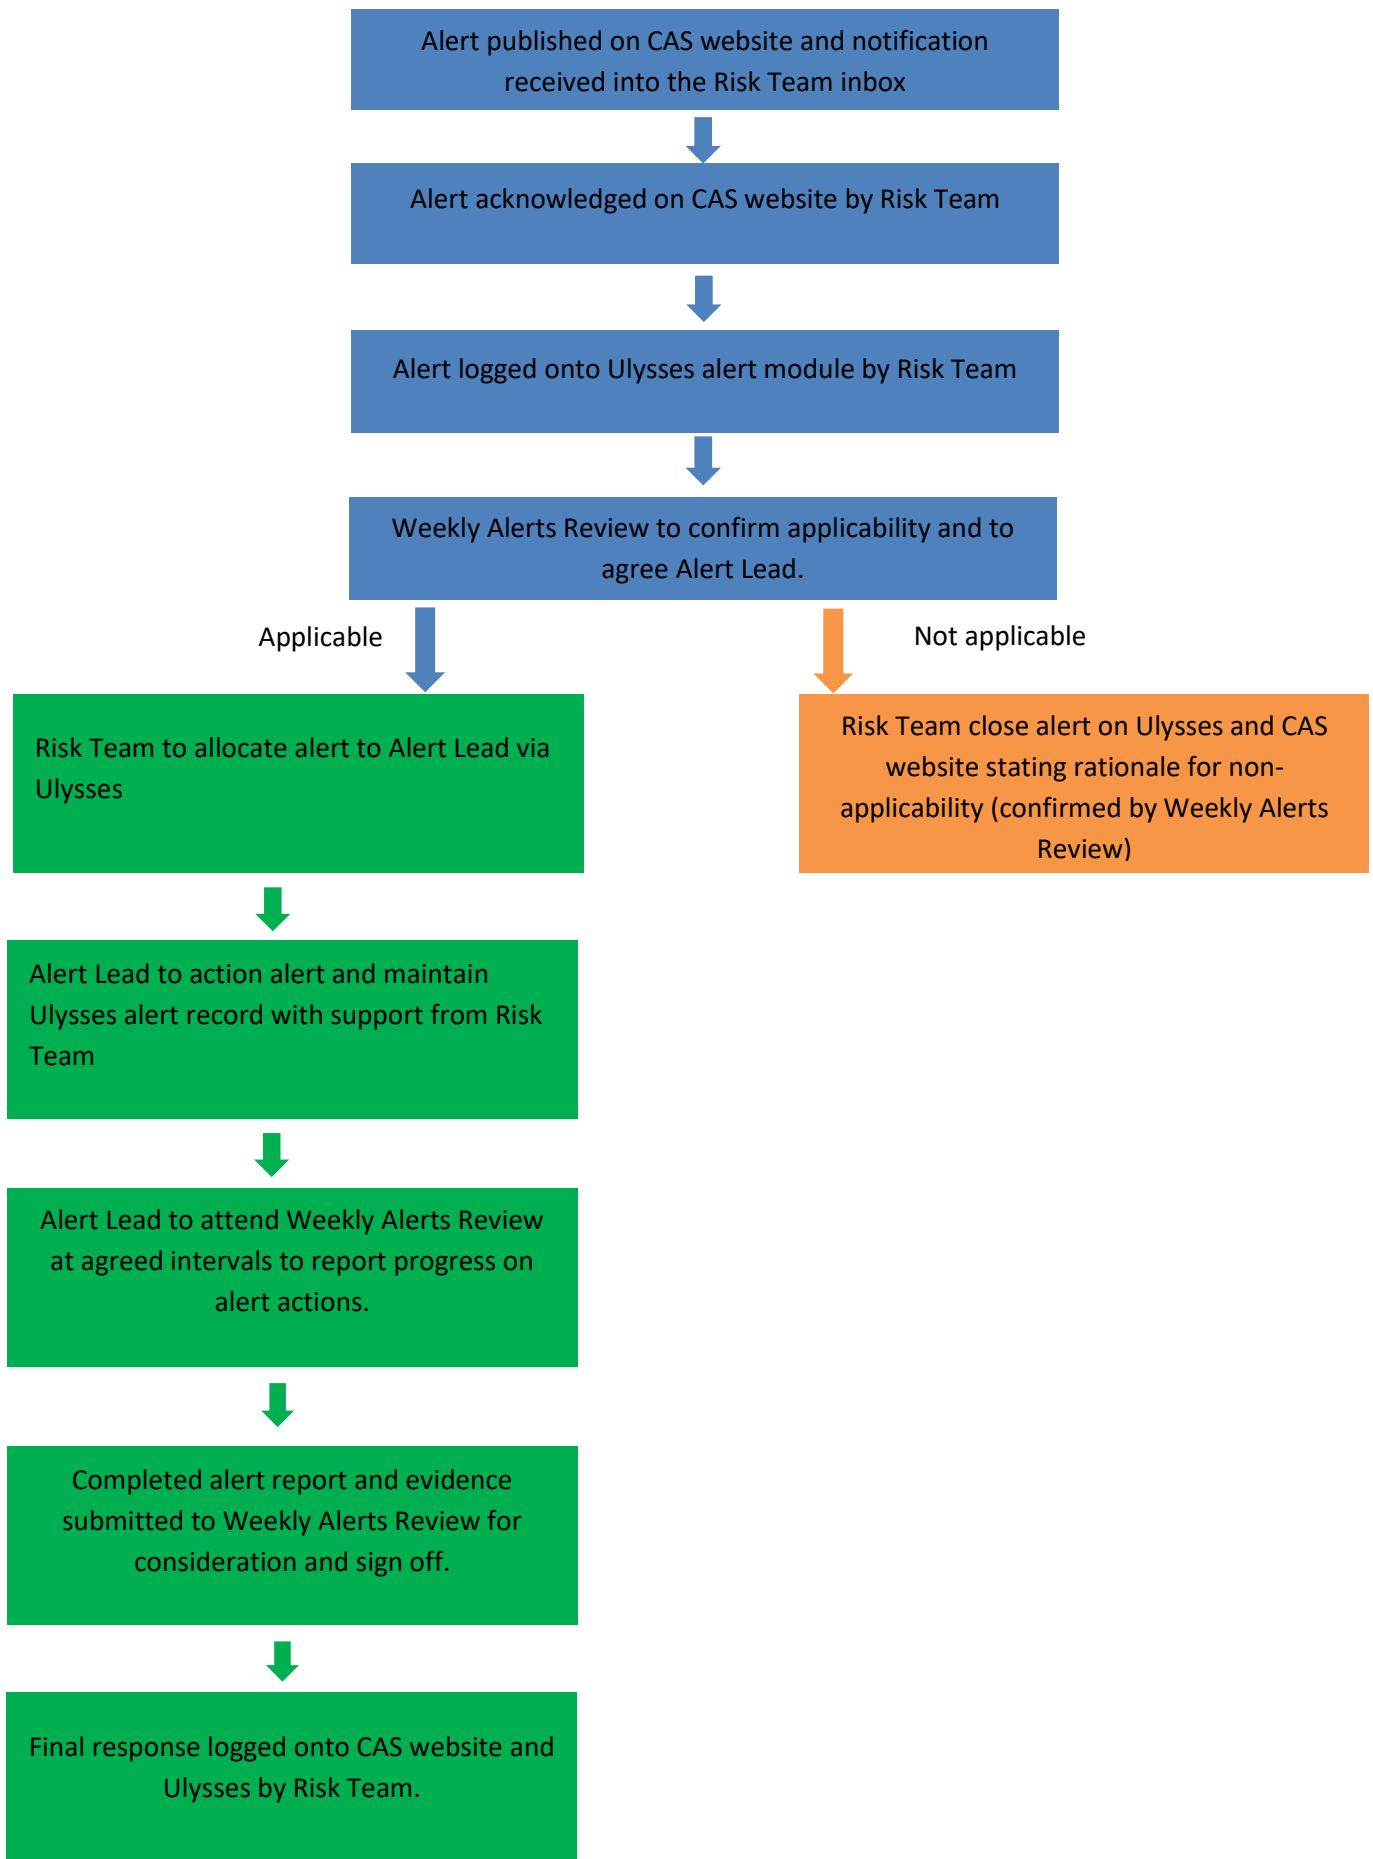 Alert published on CAS website and notification
received into the Risk Team inbox
Alert acknowledged on CAS website by Risk Team
Alert logged onto Ulysses alert module by Risk Team
Weekly Alerts Review to confirm applicability and to
agree Alert Lead.
Applicable
Not applicable
Risk Team to allocate alert to Alert Lead via
Ulysses
Risk Team close alert on Ulysses and CAS
website stating rationale for non-
applicability (confirmed by Weekly Alerts
Review)
Alert Lead to action alert and maintain
Ulysses alert record with support from Risk
Team
Alert Lead to attend Weekly Alerts Review
at agreed intervals to report progress on
alert actions.
Completed alert report and evidence
submitted to Weekly Alerts Review for
consideration and sign off.
Final response logged onto CAS website and
Ulysses by Risk Team.